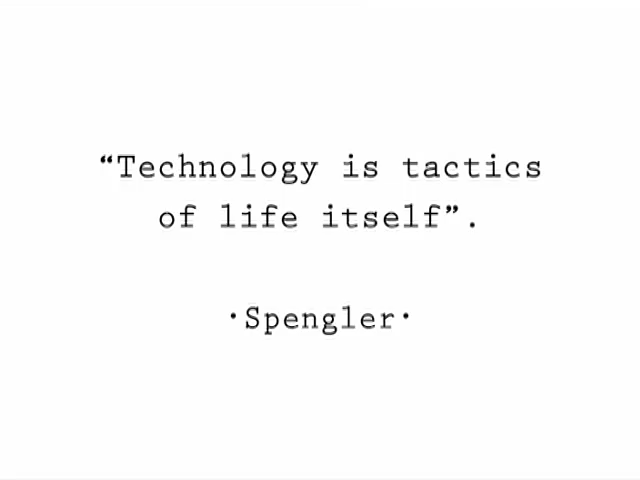 “Technology is tactics
of life itself”.
·Spengler·